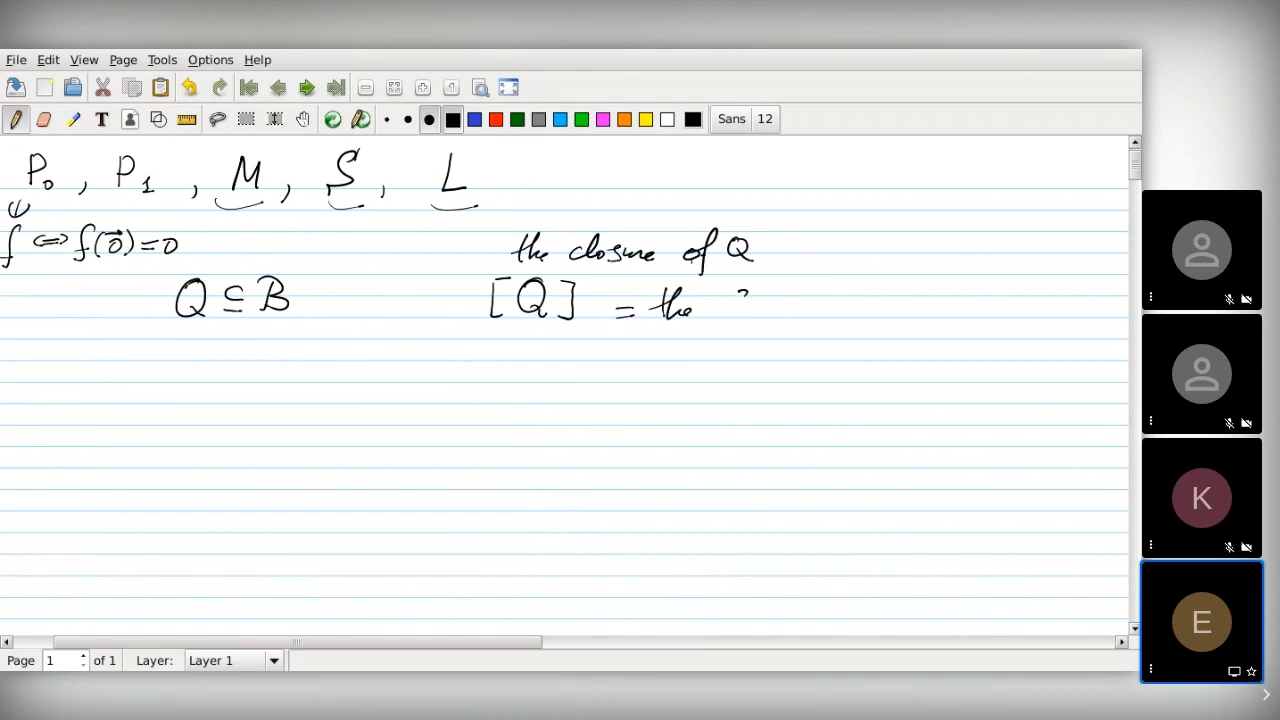 File Edit View Page Tools Options Help
Sans 12
P₀, P₁, M, S, L
f ⇔ f(0⃗)=0
the closure of Q
Q ⊆ B
[Q] = the
K
E
Page 1 of 1 Layer: Layer 1